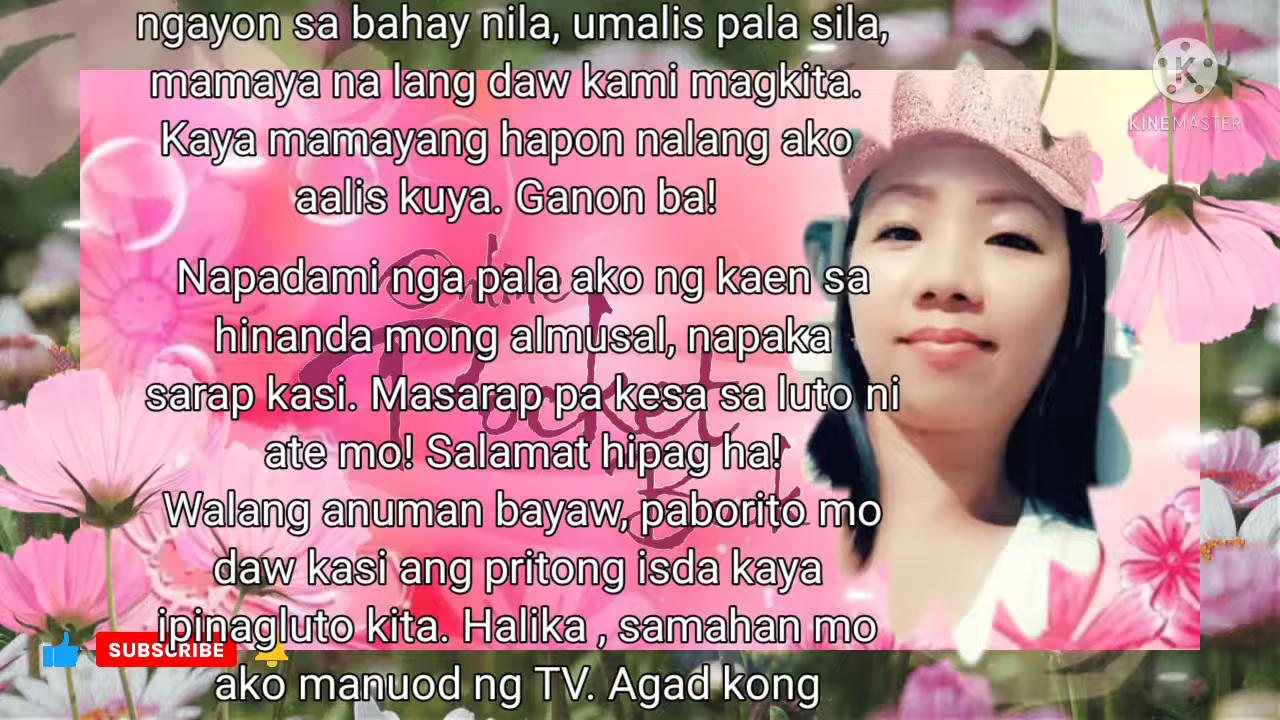 ngayon sa bahay nila, umalis pala sila,
mamaya na lang daw kami magkita.
Kaya mamayang hapon nalang ako
aalis kuya. Ganon ba!
Napadami nga pala ako ng kaen sa
hinanda mong almusal, napaka
sarap kasi. Masarap pa kesa sa luto ni
ate mo! Salamat hipag ha!
Walang anuman bayaw, paborito mo
daw kasi ang pritong isda kaya
ipinagluto kita. Halika , samahan mo
ako manuod ng TV. Agad kong
Online
Pocket
Book
SUBSCRIBE
K
KINEMASTER